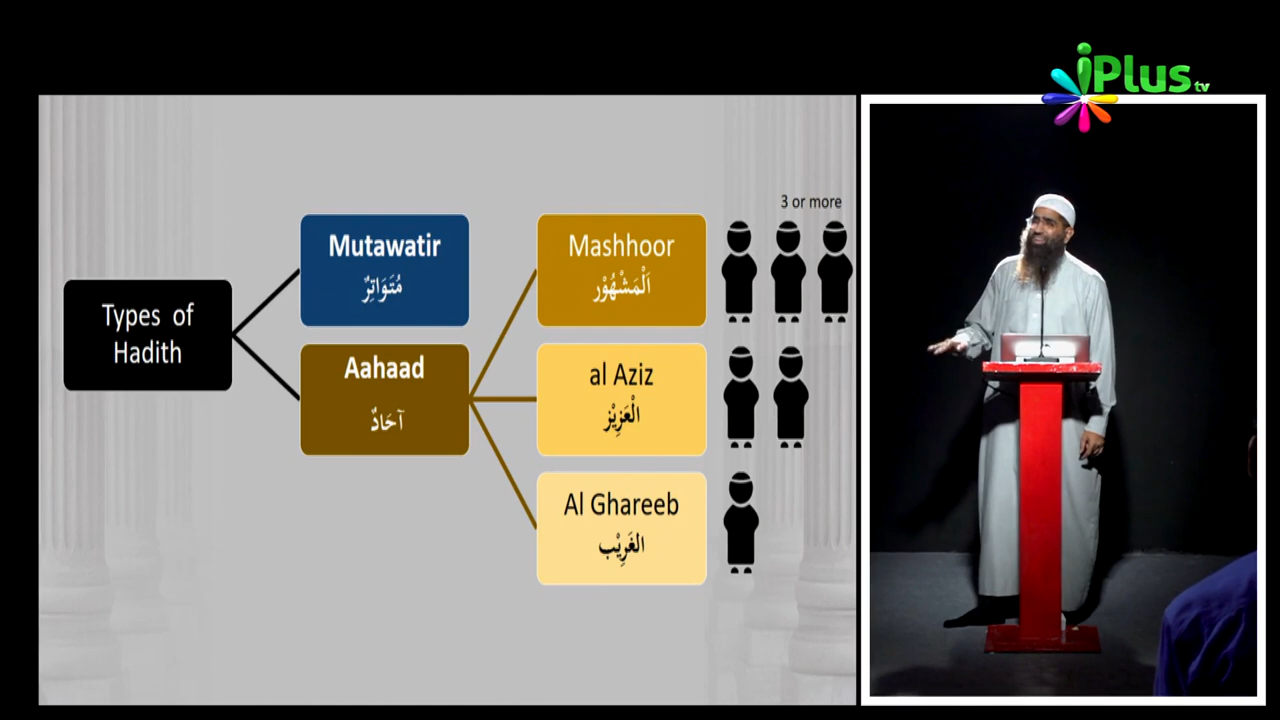 iPlus tv
3 or more
Types of
Hadith
Mutawatir
مُتَوَاتِرٌ
Aahaad
آحَادٌ
Mashhoor
اَلْمَشْهُوْر
al Aziz
الْعَزِيْز
Al Ghareeb
الغَرِيْب